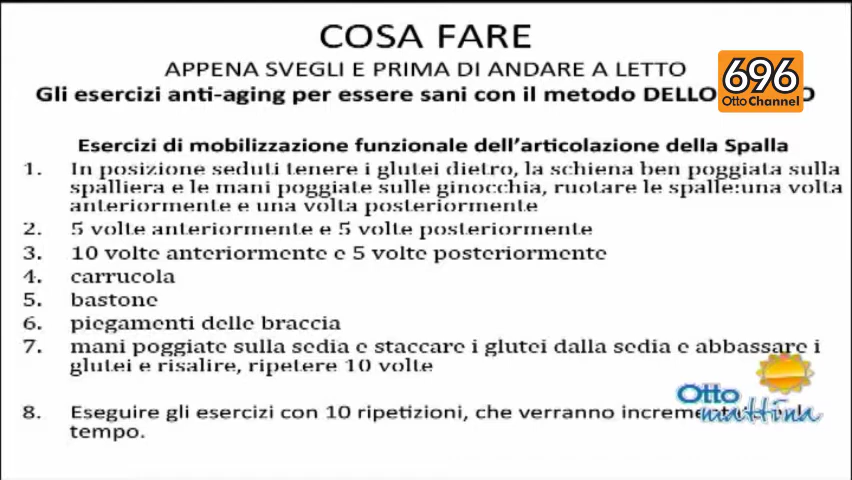 COSA FARE
APPENA SVEGLI E PRIMA DI ANDARE A LETTO
Gli esercizi anti-aging per essere sani con il metodo DELLO
696
Otto Channel
Esercizi di mobilizzazione funzionale dell'articolazione della Spalla
1. In posizione seduti tenere i glutei dietro, la schiena ben poggiata sulla
spalliera e le mani poggiate sulle ginocchia, ruotare le spalle:una volta
anteriormente e una volta posteriormente
2. 5 volte anteriormente e 5 volte posteriormente
3. 10 volte anteriormente e 5 volte posteriormente
4. carrucola
5. bastone
6. piegamenti delle braccia
7. mani poggiate sulla sedia e staccare i glutei dalla sedia e abbassare i
glutei e risalire, ripetere 10 volte
8. Eseguire gli esercizi con 10 ripetizioni, che verranno
tempo.
Otto
mattina